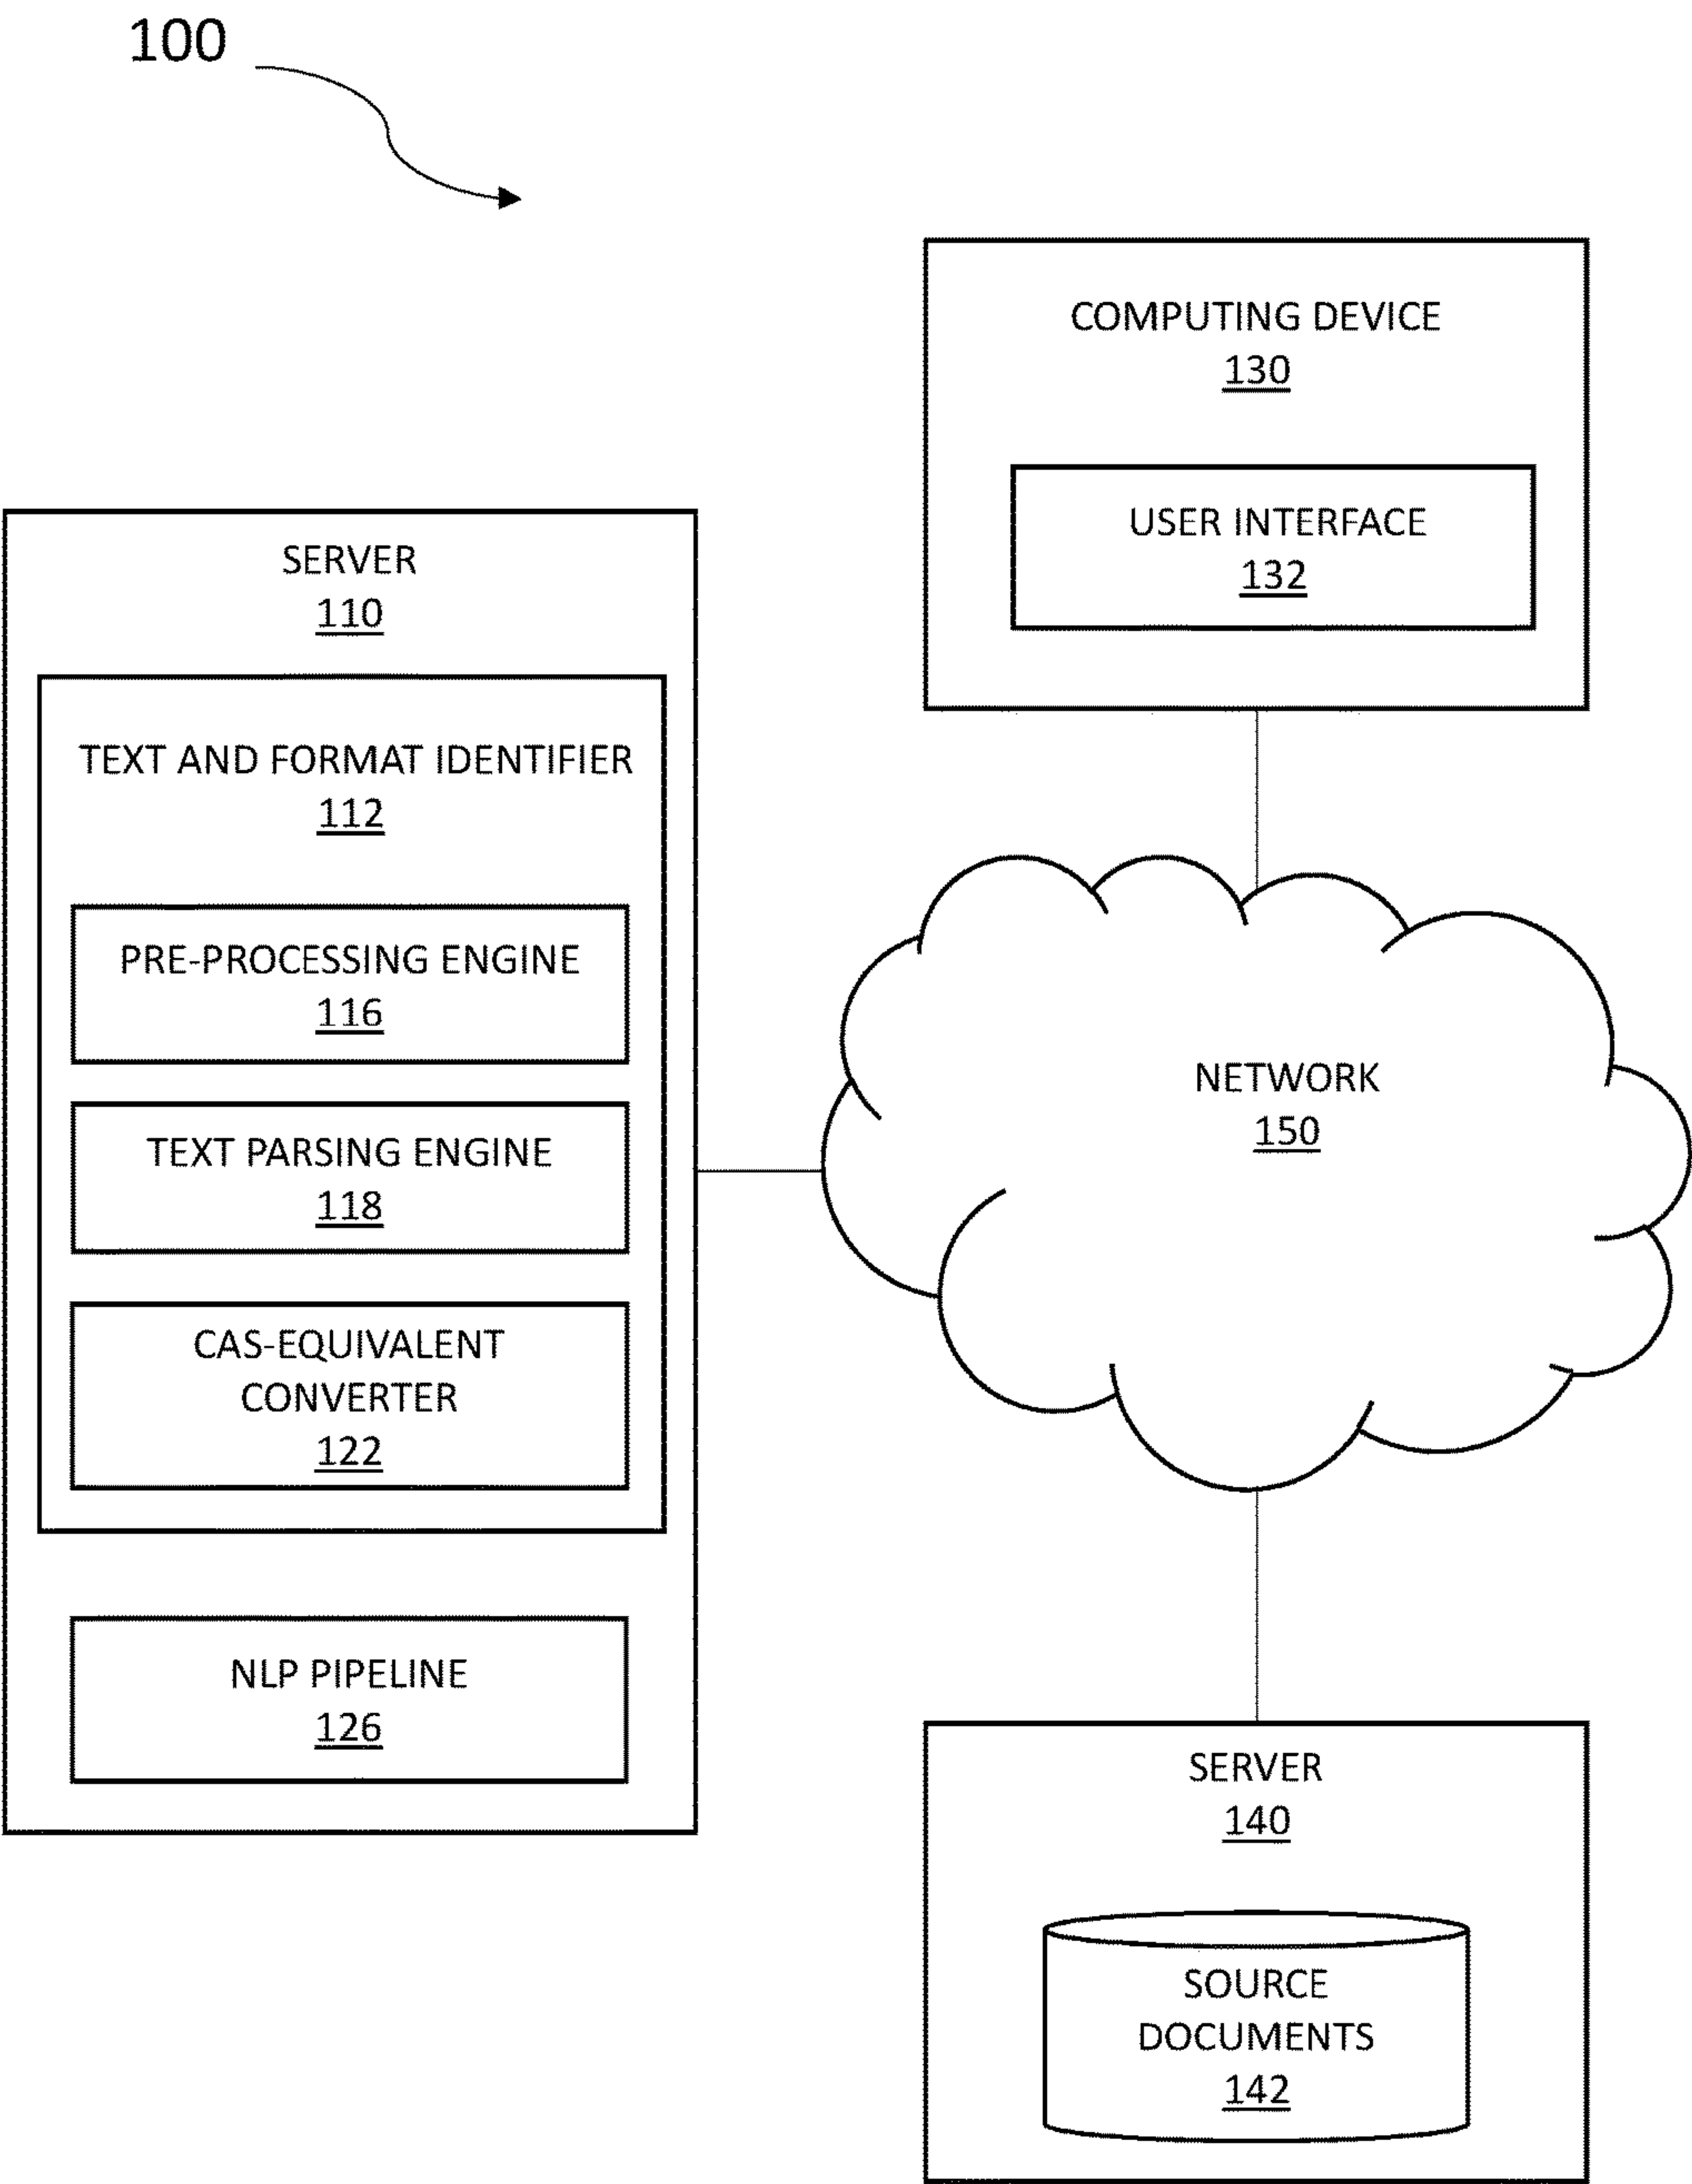 100
COMPUTING DEVICE
130
USER INTERFACE
132
SERVER
110
TEXT AND FORMAT IDENTIFIER
112
PRE-PROCESSING ENGINE
116
TEXT PARSING ENGINE
118
CAS-EQUIVALENT
CONVERTER
122
NLP PIPELINE
126
NETWORK
150
SERVER
140
SOURCE
DOCUMENTS
142